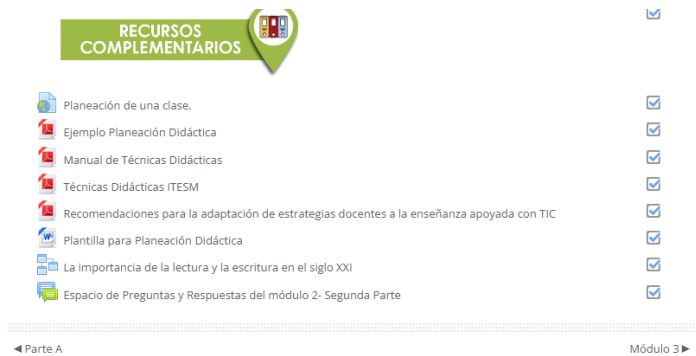 RECURSOS
COMPLEMENTARIOS
Planeación de una clase.
Ejemplo Planeación Didáctica
Manual de Técnicas Didácticas
Técnicas Didácticas ITESM
Recomendaciones para la adaptación de estrategias docentes a la enseñanza apoyada con TIC
Plantilla para Planeación Didáctica
La importancia de la lectura y la escritura en el siglo XXI
Espacio de Preguntas y Respuestas del módulo 2- Segunda Parte
◄ Parte A
Módulo 3 ►